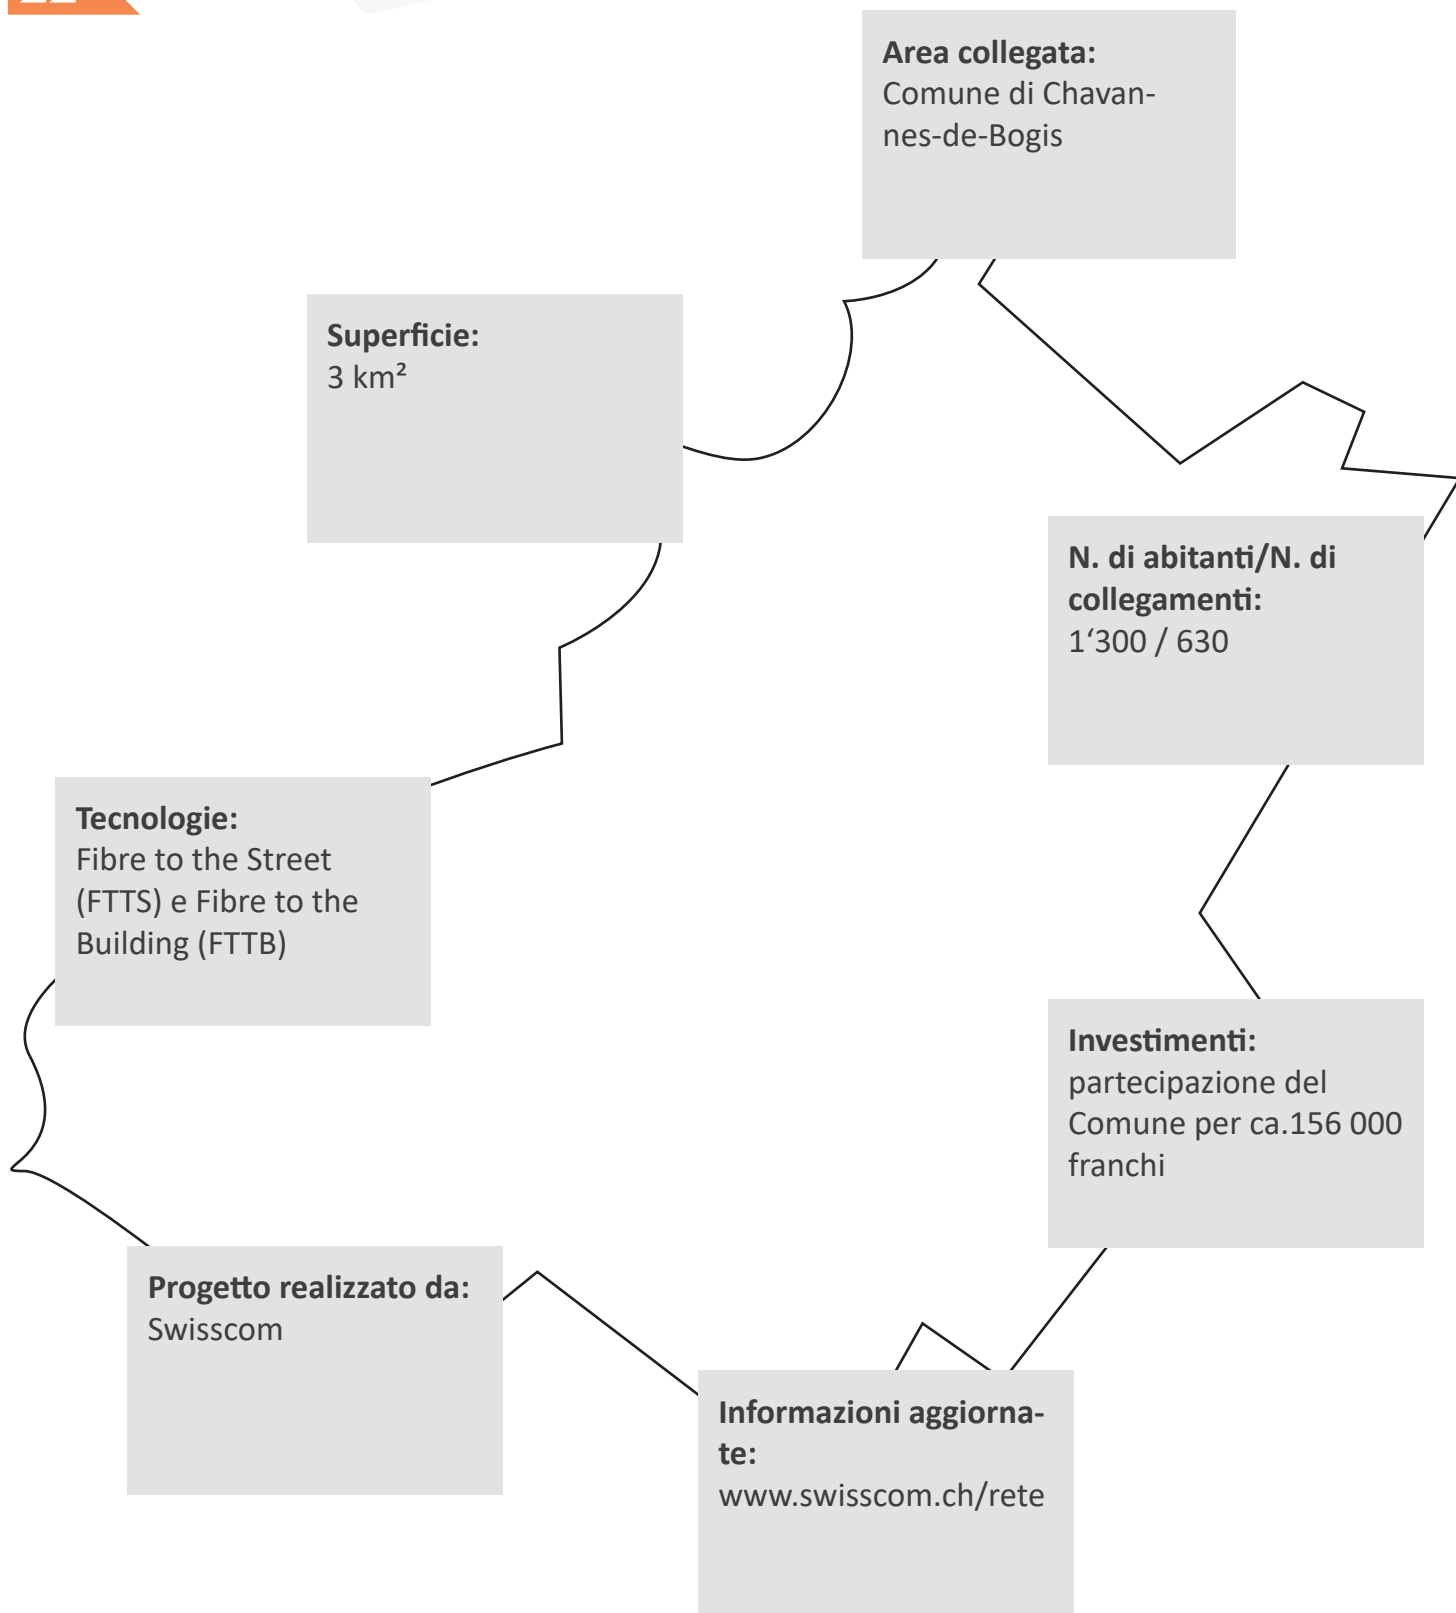 Area collegata:
Comune di Chavan-
nes-de-Bogis
Superficie:
3 km²
N. di abitanti/N. di
collegamenti:
1‘300 / 630
Tecnologie:
Fibre to the Street
(FTTS) e Fibre to the
Building (FTTB)
Investimenti:
partecipazione del
Comune per ca.156 000
franchi
Progetto realizzato da:
Swisscom
Informazioni aggiorna-
te:
www.swisscom.ch/rete